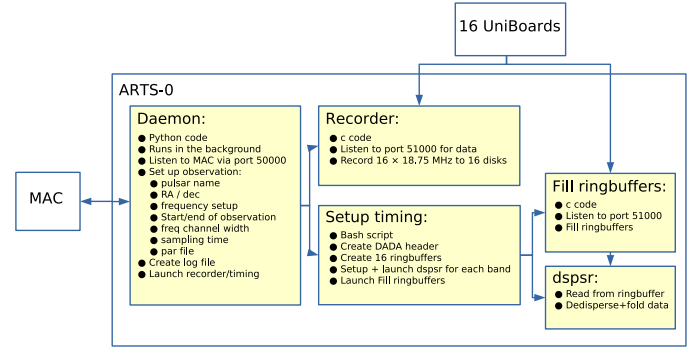 16 UniBoards
ARTS-0
MAC
Daemon:
● Python code
● Runs in the background
● Listen to MAC via port 50000
● Set up observation:
● pulsar name
● RA / dec
● frequency setup
● Start/end of observation
● freq channel width
● sampling time
● par file
● Create log file
● Launch recorder/timing
Recorder:
● c code
● Listen to port 51000 for data
● Record 16 × 18.75 MHz to 16 disks
Setup timing:
● Bash script
● Create DADA header
● Create 16 ringbuffers
● Setup + launch dspsr for each band
● Launch Fill ringbuffers
Fill ringbuffers:
● c code
● Listen to port 51000
● Fill ringbuffers
dspsr:
● Read from ringbuffer
● Dedisperse+fold data